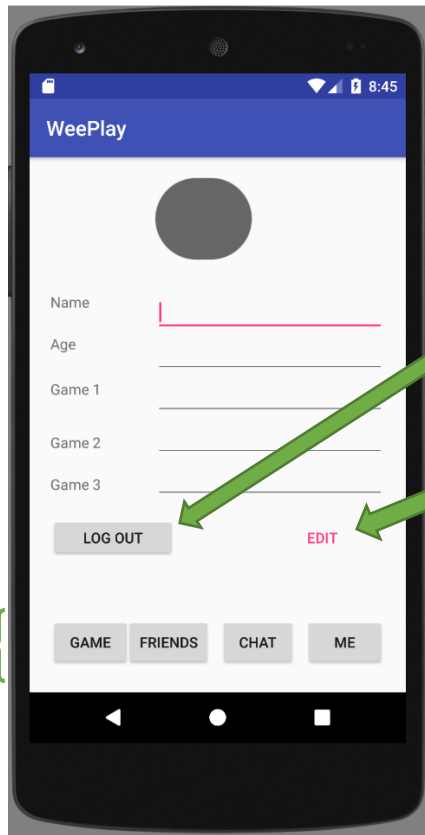 8:45
WeePlay
Name
Age
Game 1
Game 2
Game 3
LOG OUT EDIT
GAME FRIENDS CHAT ME